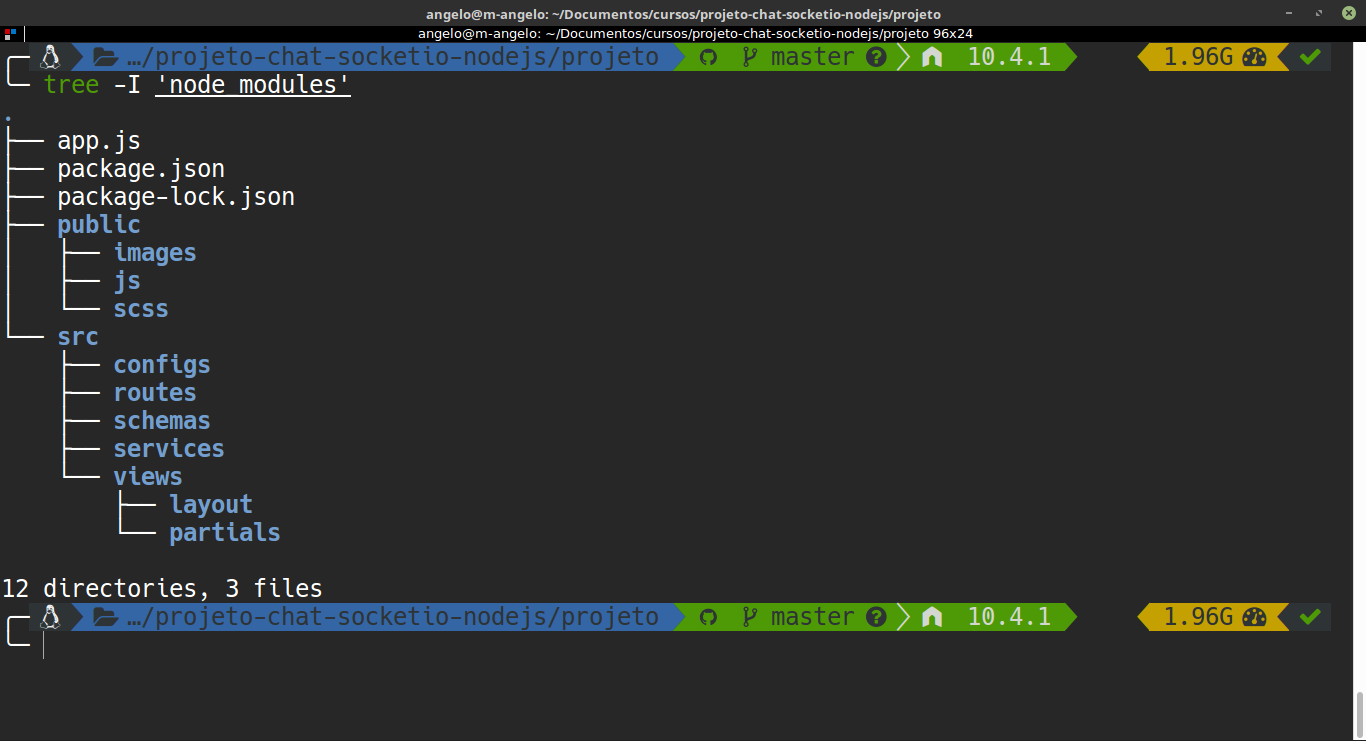 angelo@m-angelo: ~/Documentos/cursos/projeto-chat-socketio-nodejs/projeto
angelo@m-angelo: ~/Documentos/cursos/projeto-chat-socketio-nodejs/projeto 96x24
…/projeto-chat-socketio-nodejs/projeto master ? 10.4.1 1.96G ✔
tree -I 'node_modules'
.
├── app.js
├── package.json
├── package-lock.json
├── public
│   ├── images
│   ├── js
│   └── scss
└── src
    ├── configs
    ├── routes
    ├── schemas
    ├── services
    └── views
        ├── layout
        └── partials
12 directories, 3 files
…/projeto-chat-socketio-nodejs/projeto master ? 10.4.1 1.96G ✔